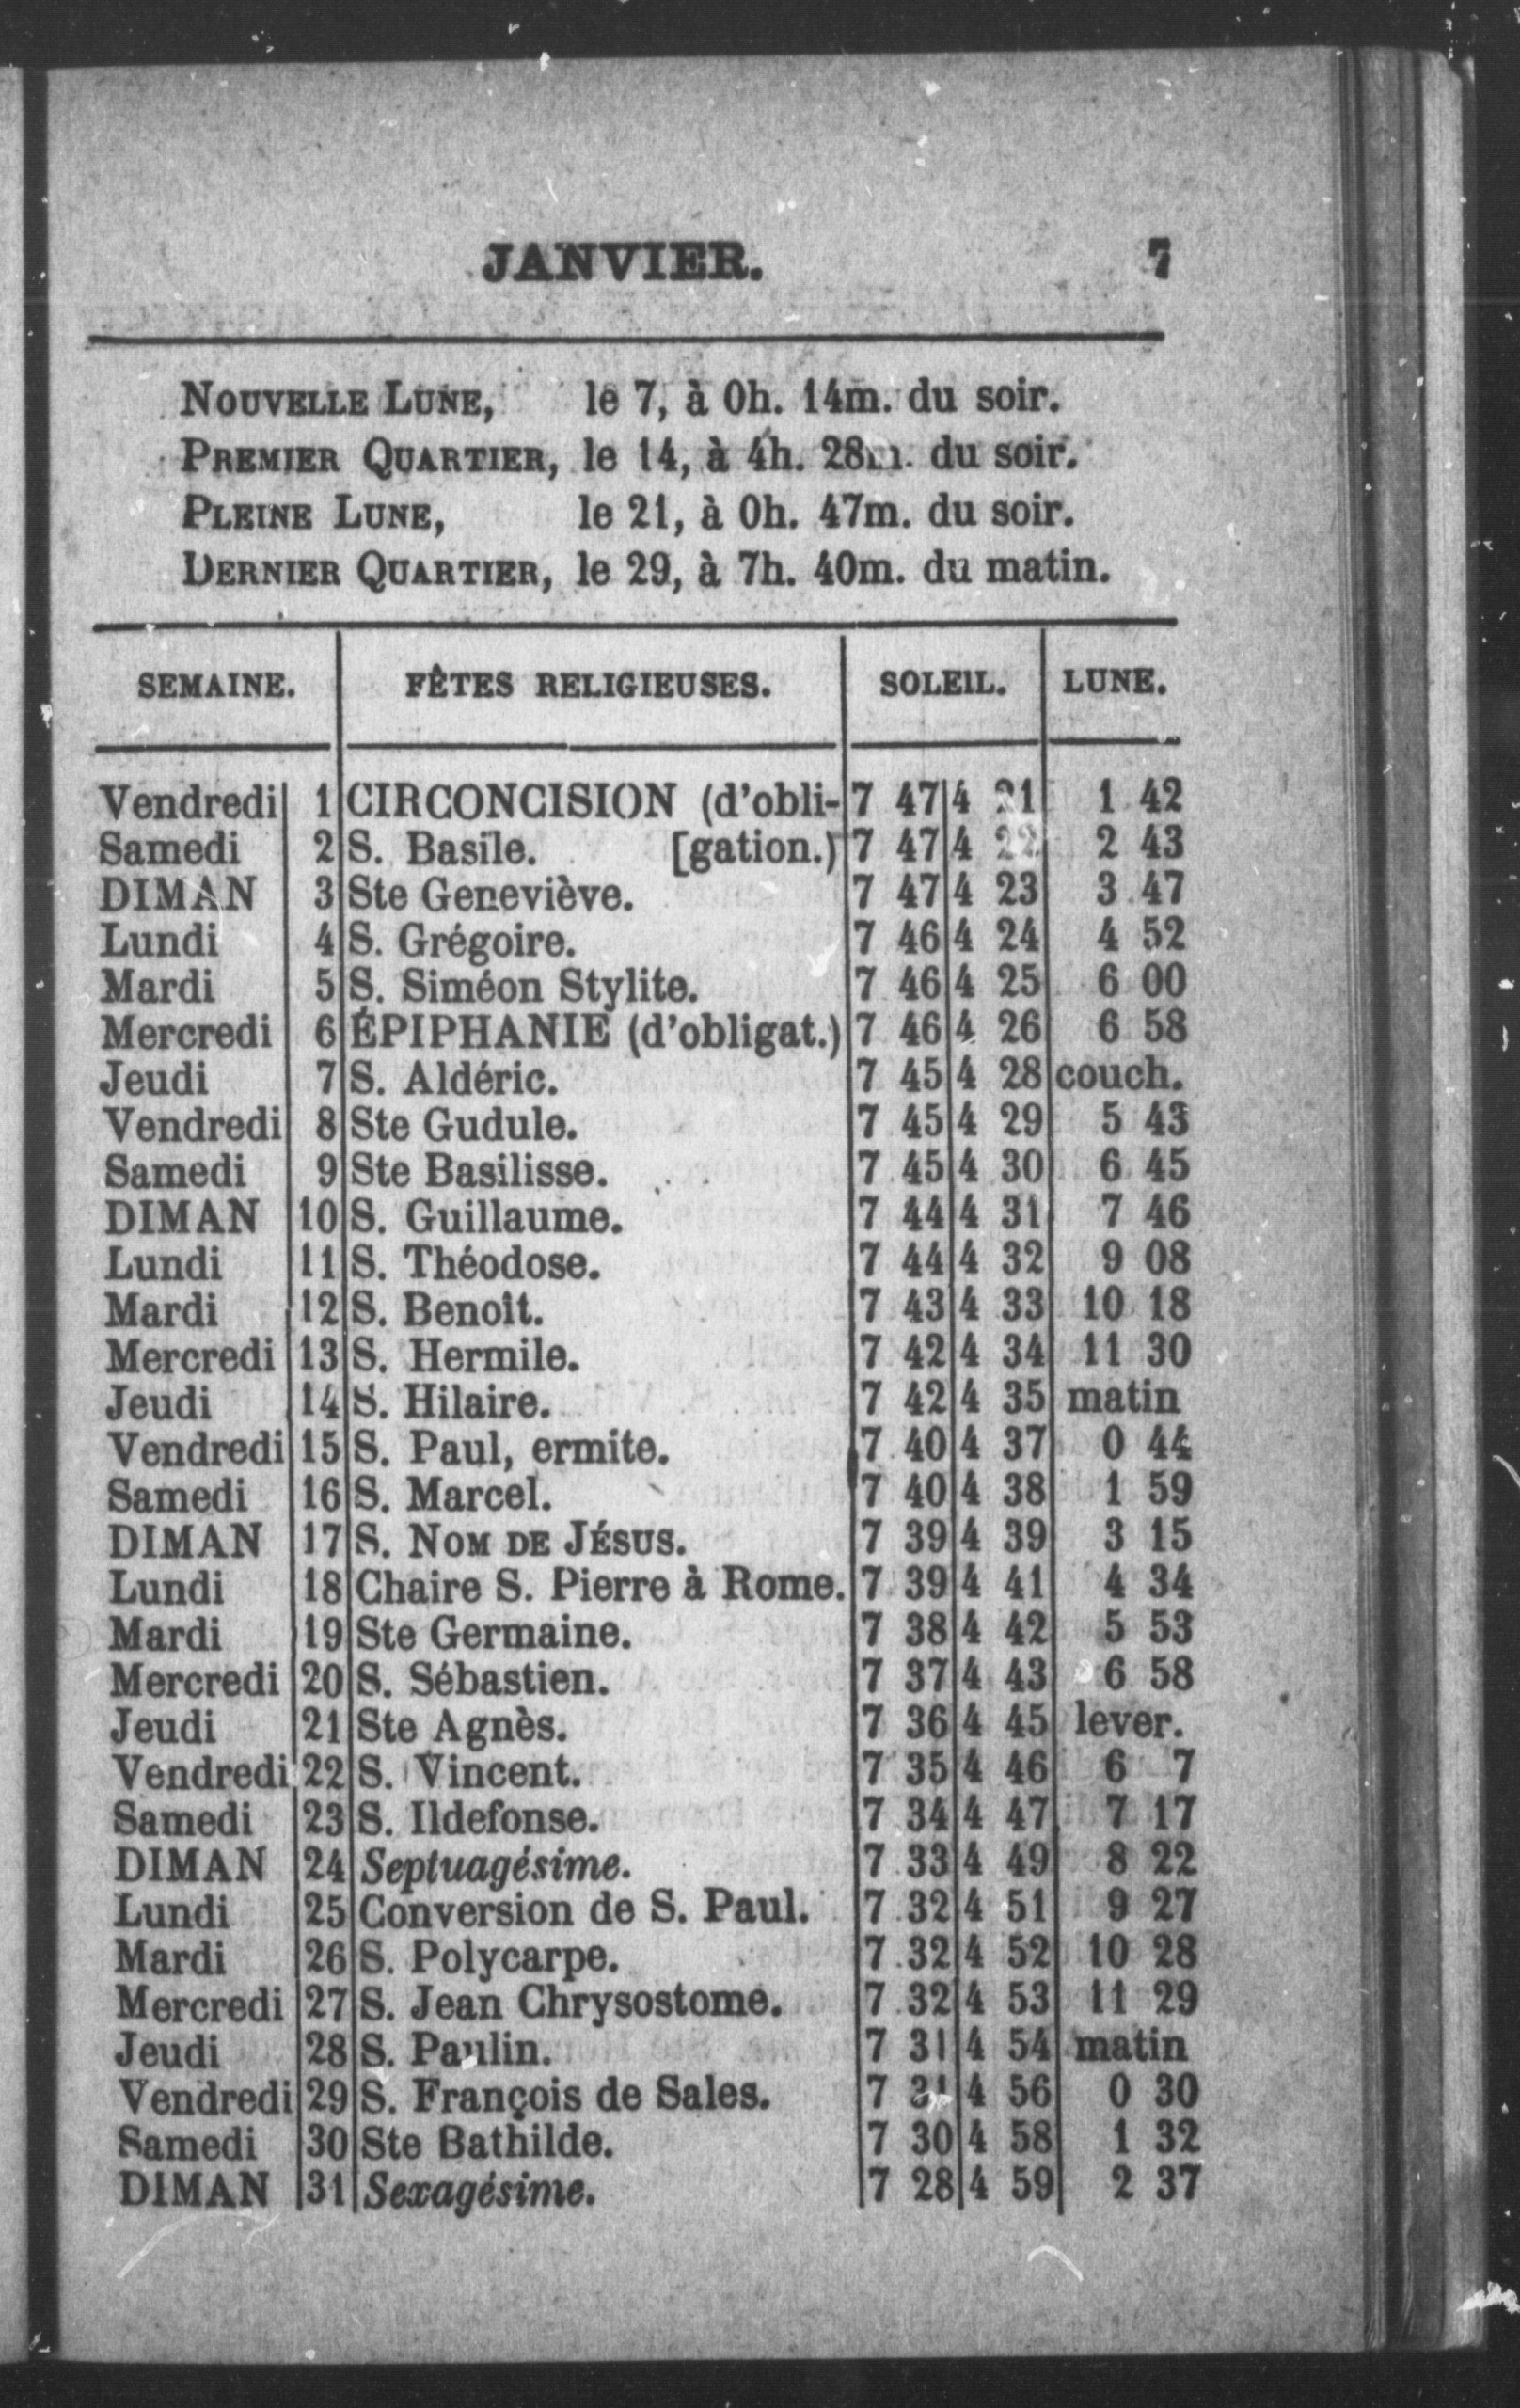 JANVIER. 7
NOUVELLE LUNE, le 7, à 0h. 14m. du soir.
PREMIER QUARTIER, le 14, à 4h. 28m. du soir.
PLEINE LUNE, le 21, à 0h. 47m. du soir.
DERNIER QUARTIER, le 29, à 7h. 40m. du matin.
SEMAINE. FÊTES RELIGIEUSES. SOLEIL. LUNE.
Vendredi 1 CIRCONCISION (d'obli- 7 47 4 21 1 42
Samedi 2 S. Basile. [gation.) 7 47 4 22 2 43
DIMAN 3 Ste Geneviève. 7 47 4 23 3 47
Lundi 4 S. Grégoire. 7 46 4 24 4 52
Mardi 5 S. Siméon Stylite. 7 46 4 25 6 00
Mercredi 6 ÉPIPHANIE (d'obligat.) 7 46 4 26 6 58
Jeudi 7 S. Aldéric. 7 45 4 28 couch.
Vendredi 8 Ste Gudule. 7 45 4 29 5 43
Samedi 9 Ste Basilisse. 7 45 4 30 6 45
DIMAN 10 S. Guillaume. 7 44 4 31 7 46
Lundi 11 S. Théodose. 7 44 4 32 9 08
Mardi 12 S. Benoît. 7 43 4 33 10 18
Mercredi 13 S. Hermile. 7 42 4 34 11 30
Jeudi 14 S. Hilaire. 7 42 4 35 matin
Vendredi 15 S. Paul, ermite. 7 40 4 37 0 44
Samedi 16 S. Marcel. 7 40 4 38 1 59
DIMAN 17 S. NOM DE JÉSUS. 7 39 4 39 3 15
Lundi 18 Chaire S. Pierre à Rome. 7 39 4 41 4 34
Mardi 19 Ste Germaine. 7 38 4 42 5 53
Mercredi 20 S. Sébastien. 7 37 4 43 6 58
Jeudi 21 Ste Agnès. 7 36 4 45 lever.
Vendredi 22 S. Vincent. 7 35 4 46 6 7
Samedi 23 S. Ildefonse. 7 34 4 47 7 17
DIMAN 24 Septuagésime. 7 33 4 49 8 22
Lundi 25 Conversion de S. Paul. 7 32 4 51 9 27
Mardi 26 S. Polycarpe. 7 32 4 52 10 28
Mercredi 27 S. Jean Chrysostome. 7 32 4 53 11 29
Jeudi 28 S. Paulin. 7 31 4 54 matin
Vendredi 29 S. François de Sales. 7 31 4 56 0 30
Samedi 30 Ste Bathilde. 7 30 4 58 1 32
DIMAN 31 Sexagésime. 7 28 4 59 2 37